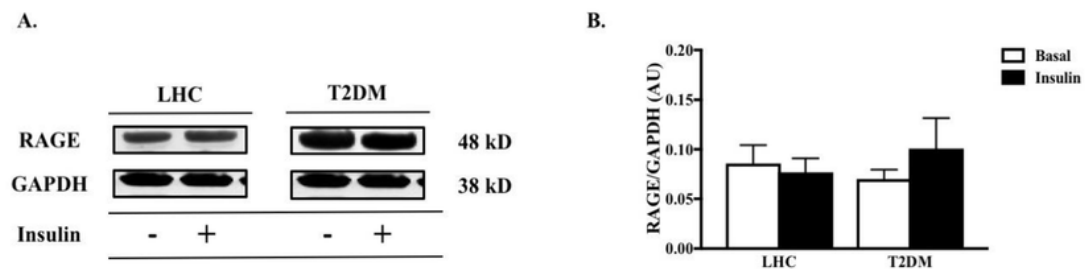 A.
LHC T2DM
RAGE 48 kD
GAPDH 38 kD
Insulin - + - +
B.
RAGE/GAPDH (AU)
0.20
0.15
0.10
0.05
0.00
LHC T2DM
Basal
Insulin